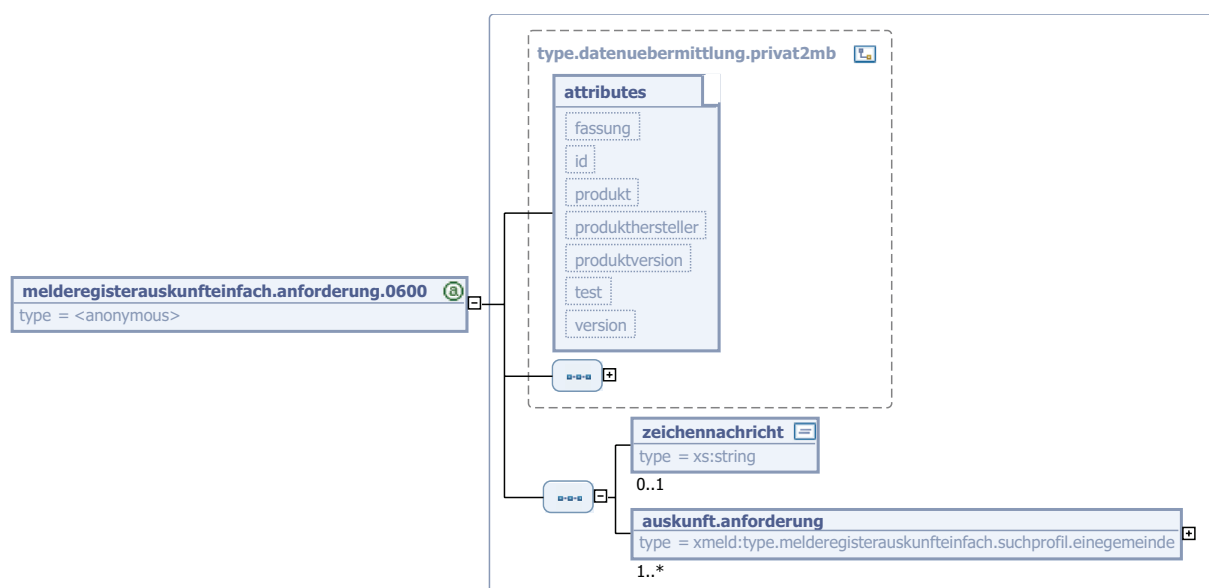 type.datenuebermittlung.privat2mb
attributes
fassung
id
produkt
produkthersteller
produktversion
test
version
melderegisterauskunfteinfach.anforderung.0600
type = <anonymous>
zeichennachricht
type = xs:string
0..1
auskunft.anforderung
type = xmeld:type.melderegisterauskunfteinfach.suchprofil.einegemeinde
1..*